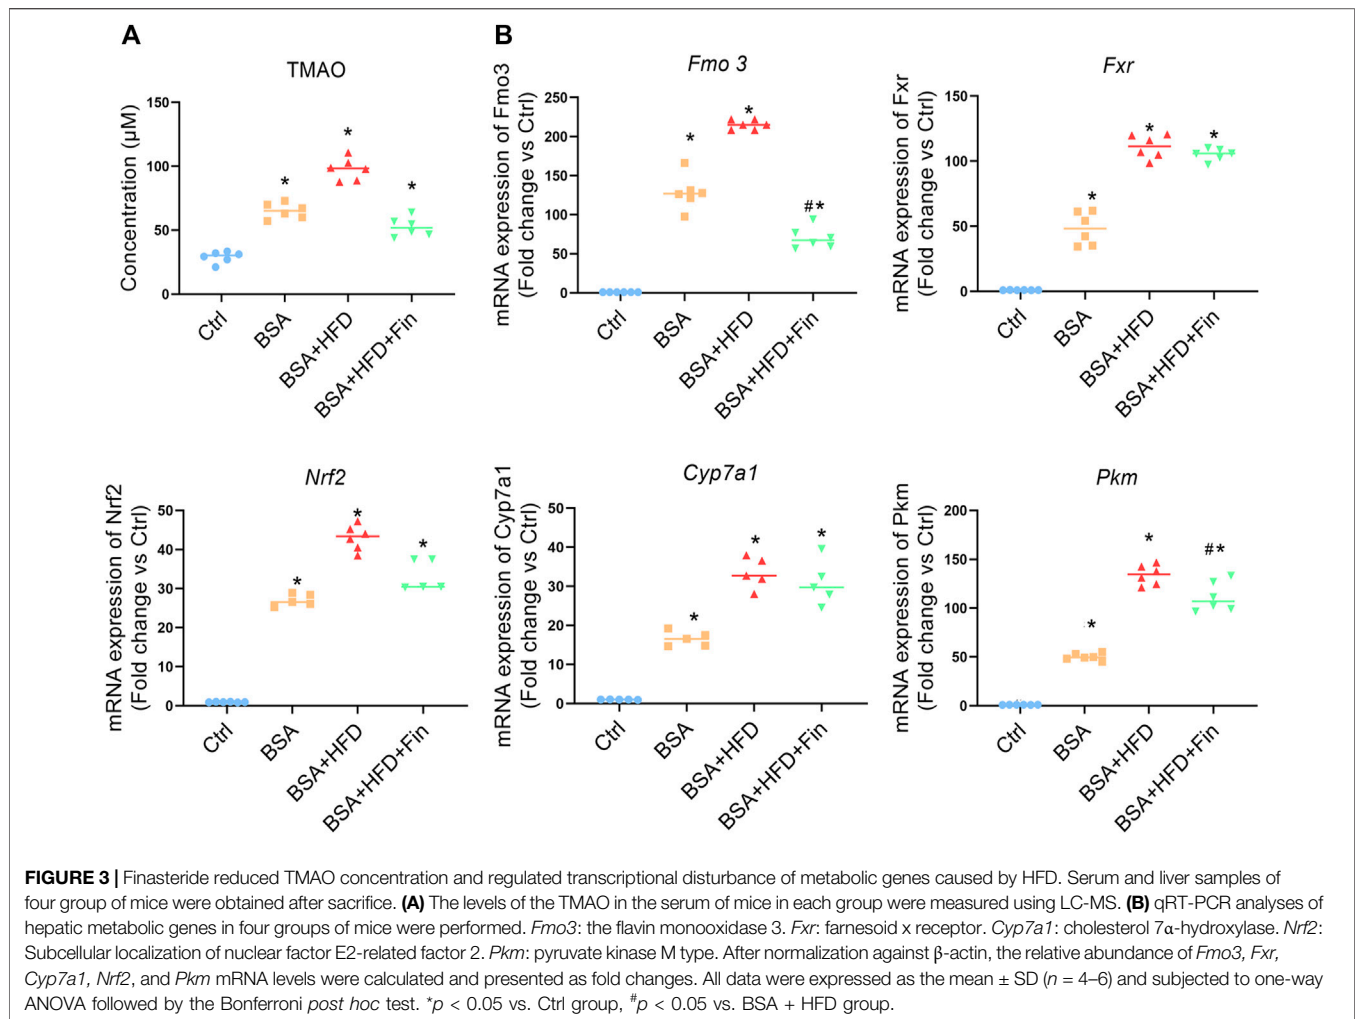 A
TMAO
Concentration (µM)
150
100
50
0
*
*
*
Ctrl
BSA
BSA+HFD
BSA+HFD+Fin
B
Fmo 3
mRNA expression of Fmo3
(Fold change vs Ctrl)
250
200
150
100
50
0
*
*
#*
Ctrl
BSA
BSA+HFD
BSA+HFD+Fin
Fxr
mRNA expression of Fxr
(Fold change vs Ctrl)
150
100
50
0
*
*
*
Ctrl
BSA
BSA+HFD
BSA+HFD+Fin
Nrf2
mRNA expression of Nrf2
(Fold change vs Ctrl)
50
40
30
20
10
0
*
*
*
Ctrl
BSA
BSA+HFD
BSA+HFD+Fin
Cyp7a1
mRNA expression of Cyp7a1
(Fold change vs Ctrl)
50
40
30
20
10
0
*
*
*
Ctrl
BSA
BSA+HFD
BSA+HFD+Fin
Pkm
mRNA expression of Pkm
(Fold change vs Ctrl)
200
150
100
50
0
*
*
#*
Ctrl
BSA
BSA+HFD
BSA+HFD+Fin
FIGURE 3 | Finasteride reduced TMAO concentration and regulated transcriptional disturbance of metabolic genes caused by HFD. Serum and liver samples of
four group of mice were obtained after sacrifice. (A) The levels of the TMAO in the serum of mice in each group were measured using LC-MS. (B) qRT-PCR analyses of
hepatic metabolic genes in four groups of mice were performed. Fmo3: the flavin monooxidase 3. Fxr: farnesoid x receptor. Cyp7a1: cholesterol 7α-hydroxylase. Nrf2:
Subcellular localization of nuclear factor E2-related factor 2. Pkm: pyruvate kinase M type. After normalization against β-actin, the relative abundance of Fmo3, Fxr,
Cyp7a1, Nrf2, and Pkm mRNA levels were calculated and presented as fold changes. All data were expressed as the mean ± SD (n = 4–6) and subjected to one-way
ANOVA followed by the Bonferroni post hoc test. *p < 0.05 vs. Ctrl group, #p < 0.05 vs. BSA + HFD group.